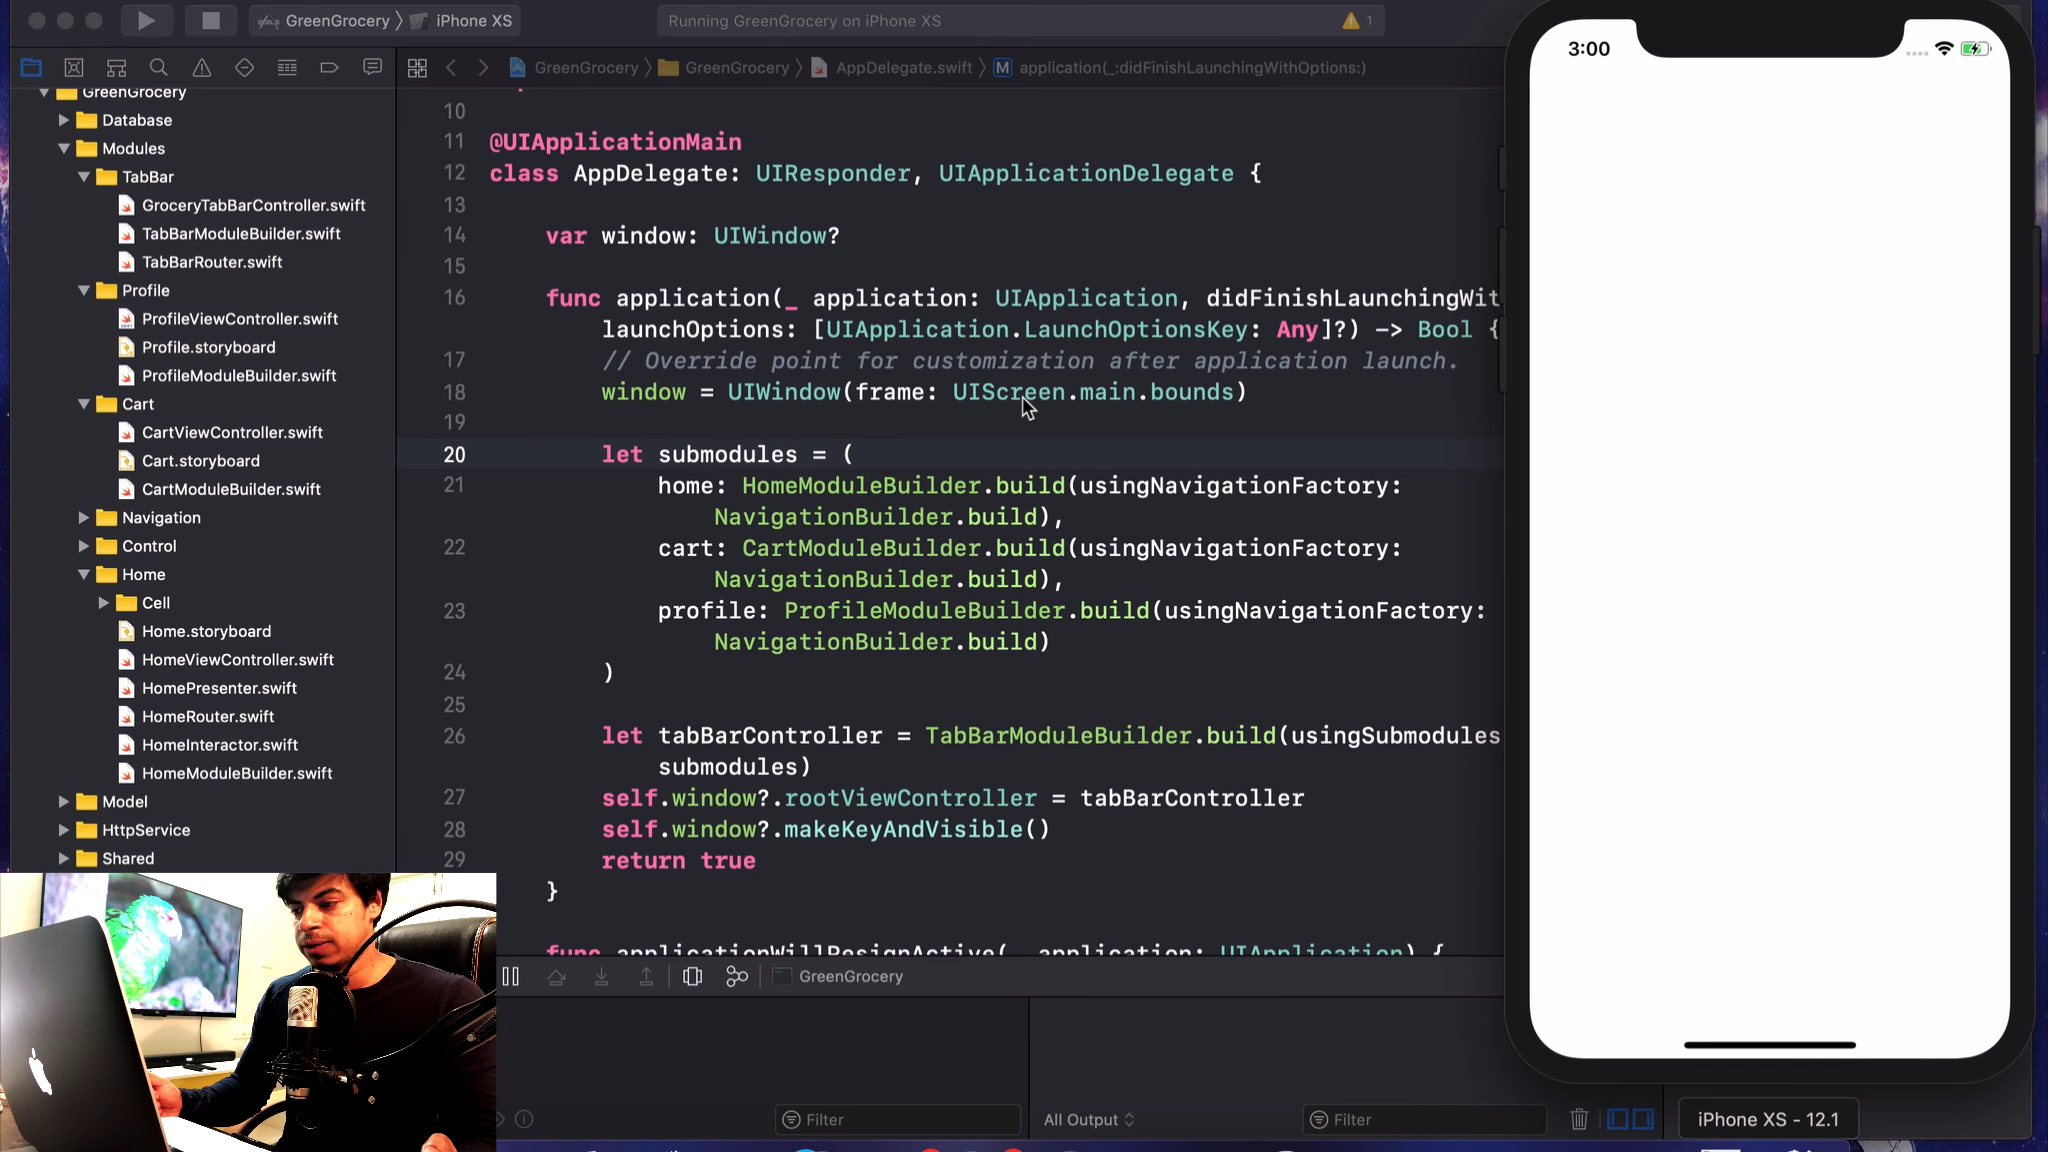 GreenGrocery
iPhone XS
Running GreenGrocery on iPhone XS
1
3:00
GreenGrocery
GreenGrocery
AppDelegate.swift
M
application(_:didFinishLaunchingWithOptions:)
GreenGrocery
Database
Modules
TabBar
GroceryTabBarController.swift
TabBarModuleBuilder.swift
TabBarRouter.swift
Profile
ProfileViewController.swift
Profile.storyboard
ProfileModuleBuilder.swift
Cart
CartViewController.swift
Cart.storyboard
CartModuleBuilder.swift
Navigation
Control
Home
Cell
Home.storyboard
HomeViewController.swift
HomePresenter.swift
HomeRouter.swift
HomeInteractor.swift
HomeModuleBuilder.swift
Model
HttpService
Shared
10
11 @UIApplicationMain
12 class AppDelegate: UIResponder, UIApplicationDelegate {
13
14 var window: UIWindow?
15
16 func application(_ application: UIApplication, didFinishLaunchingWit
launchOptions: [UIApplication.LaunchOptionsKey: Any]?) -> Bool {
17 // Override point for customization after application launch.
18 window = UIWindow(frame: UIScreen.main.bounds)
19
20 let submodules = (
21 home: HomeModuleBuilder.build(usingNavigationFactory:
NavigationBuilder.build),
22 cart: CartModuleBuilder.build(usingNavigationFactory:
NavigationBuilder.build),
23 profile: ProfileModuleBuilder.build(usingNavigationFactory:
NavigationBuilder.build)
24 )
25
26 let tabBarController = TabBarModuleBuilder.build(usingSubmodules
submodules)
27 self.window?.rootViewController = tabBarController
28 self.window?.makeKeyAndVisible()
29 return true
}
func applicationWillResignActive(_ application: UIApplication) {
GreenGrocery
Filter
All Output
Filter
iPhone XS - 12.1